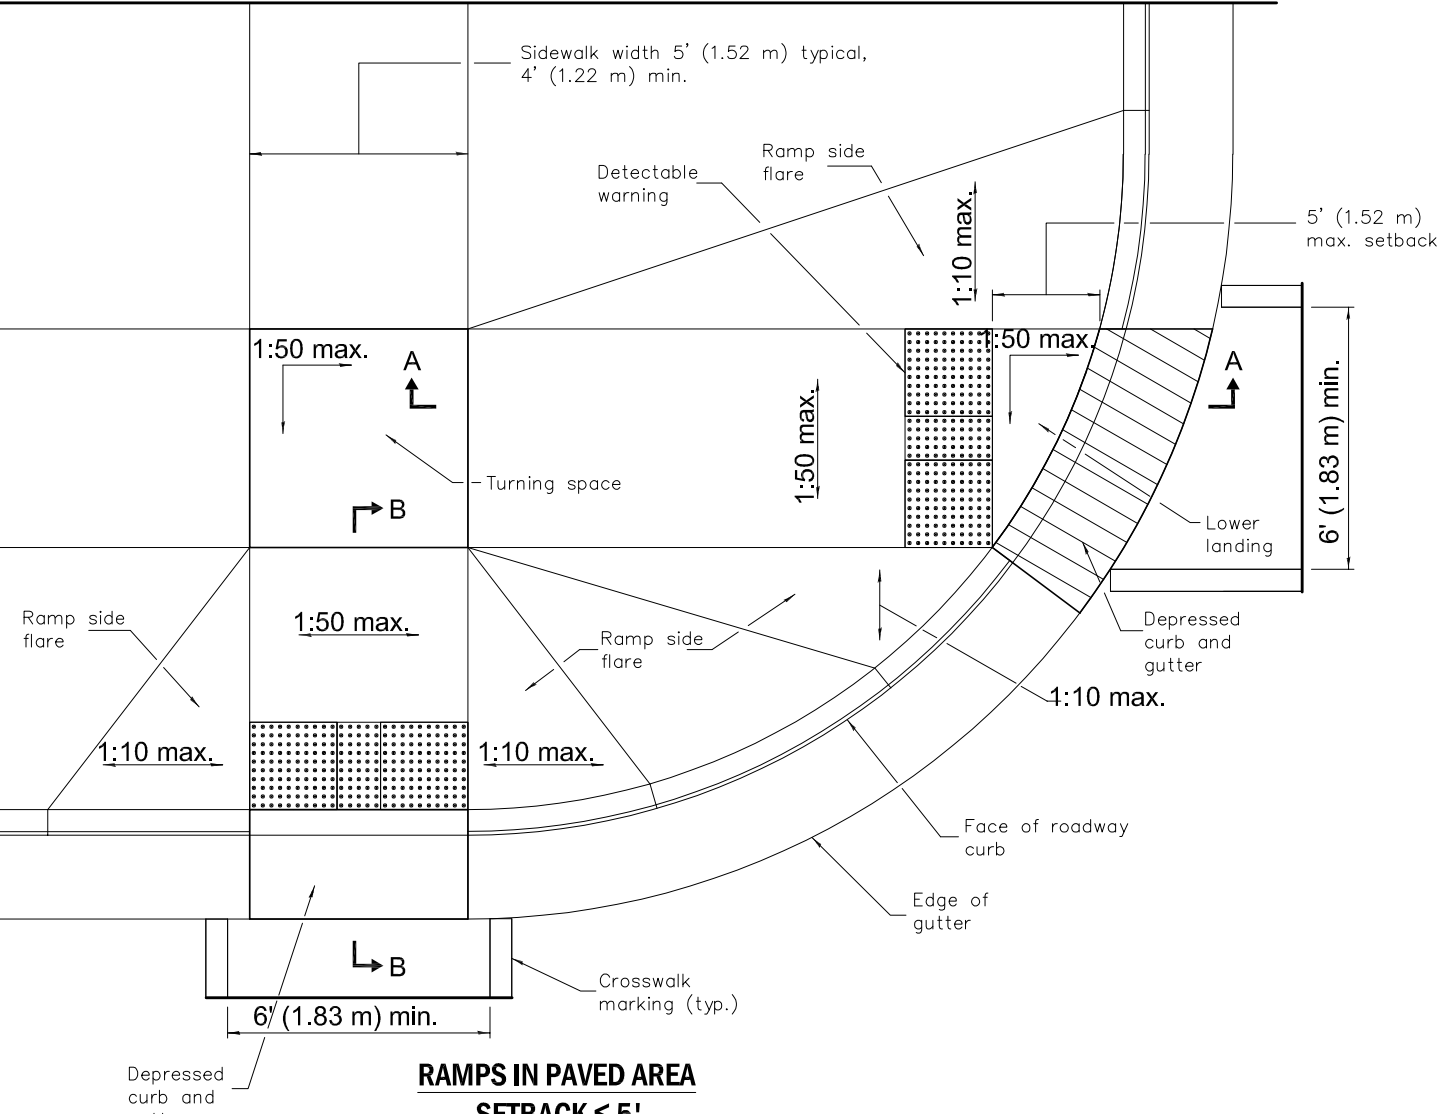 Sidewalk width 5' (1.52 m) typical,
4' (1.22 m) min.
Ramp side
flare
Detectable
warning
1:10 max.
5' (1.52 m)
max. setback
1:50 max.
A
1:50 max.
A
1:50 max.
6' (1.83 m) min.
Turning space
B
Lower
landing
Ramp side
flare
1:50 max.
Ramp side
flare
Depressed
curb and
gutter
1:10 max.
1:10 max.
1:10 max.
Face of roadway
curb
Edge of
gutter
B
Crosswalk
marking (typ.)
6' (1.83 m) min.
Depressed
curb and
RAMPS IN PAVED AREA
SETBACK ≤ 5'